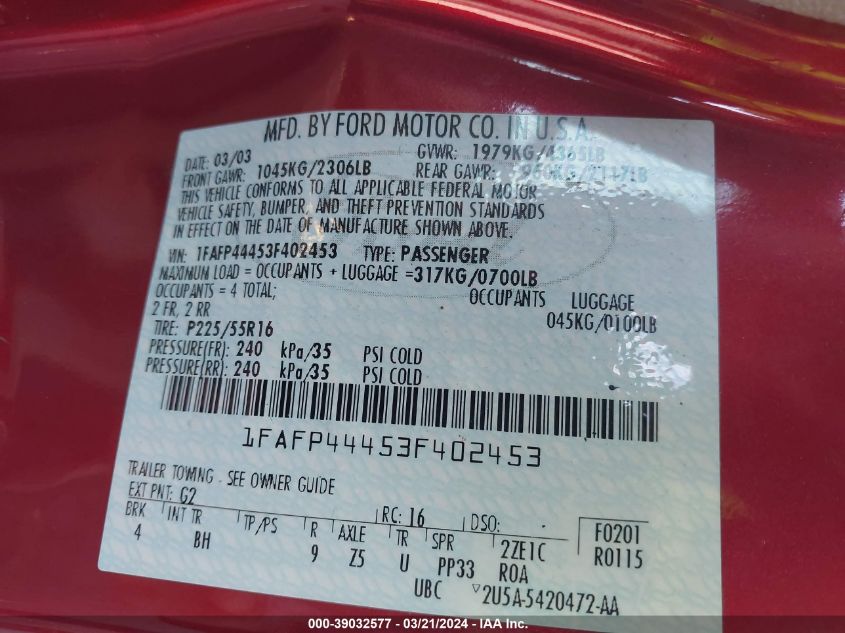 MFD. BY FORD MOTOR CO. IN U.S.A.
DATE: 03/03 GVWR: 1979KG/4365LB
FRONT GAWR: 1045KG/2306LB REAR GAWR:
THIS VEHICLE CONFORMS TO ALL APPLICABLE FEDERAL MOTOR
VEHICLE SAFETY, BUMPER, AND THEFT PREVENTION STANDARDS
IN EFFECT ON THE DATE OF MANUFACTURE SHOWN ABOVE.
VIN: 1FAFP44453F402453 TYPE: PASSENGER
MAXIMUM LOAD = OCCUPANTS + LUGGAGE =317KG/0700LB
OCCUPANTS = 4 TOTAL; OCCUPANTS LUGGAGE
2 FR, 2 RR 045KG/0100LB
TIRE: P225/55R16
PRESSURE(FR): 240 kPa/35 PSI COLD
PRESSURE(RR): 240 kPa/35 PSI COLD
1FAFP44453F402453
TRAILER TOWING - SEE OWNER GUIDE
EXT PNT: G2 RC: 16 DSO: F0201
BRK INT TR TP/PS R AXLE TR SPR 2ZE1C R0115
4 BH 9 Z5 U PP33 ROA
UBC ▽2U5A-5420472-AA
000-39032577 - 03/21/2024 - IAA Inc.